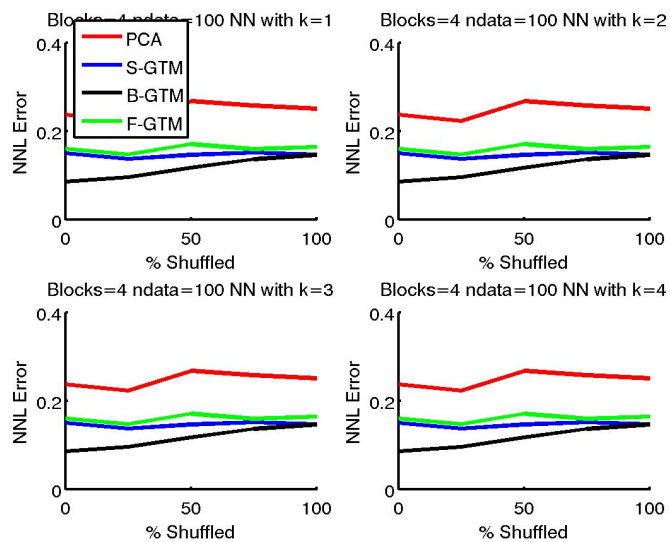 Blocks=4 ndata=100 NN with k=1
0.4
0.2
0
NNL Error
PCA
S-GTM
B-GTM
F-GTM
0 50 100
% Shuffled
Blocks=4 ndata=100 NN with k=2
0.4
0.2
0
NNL Error
0 50 100
% Shuffled
Blocks=4 ndata=100 NN with k=3
0.4
0.2
0
NNL Error
0 50 100
% Shuffled
Blocks=4 ndata=100 NN with k=4
0.4
0.2
0
NNL Error
0 50 100
% Shuffled